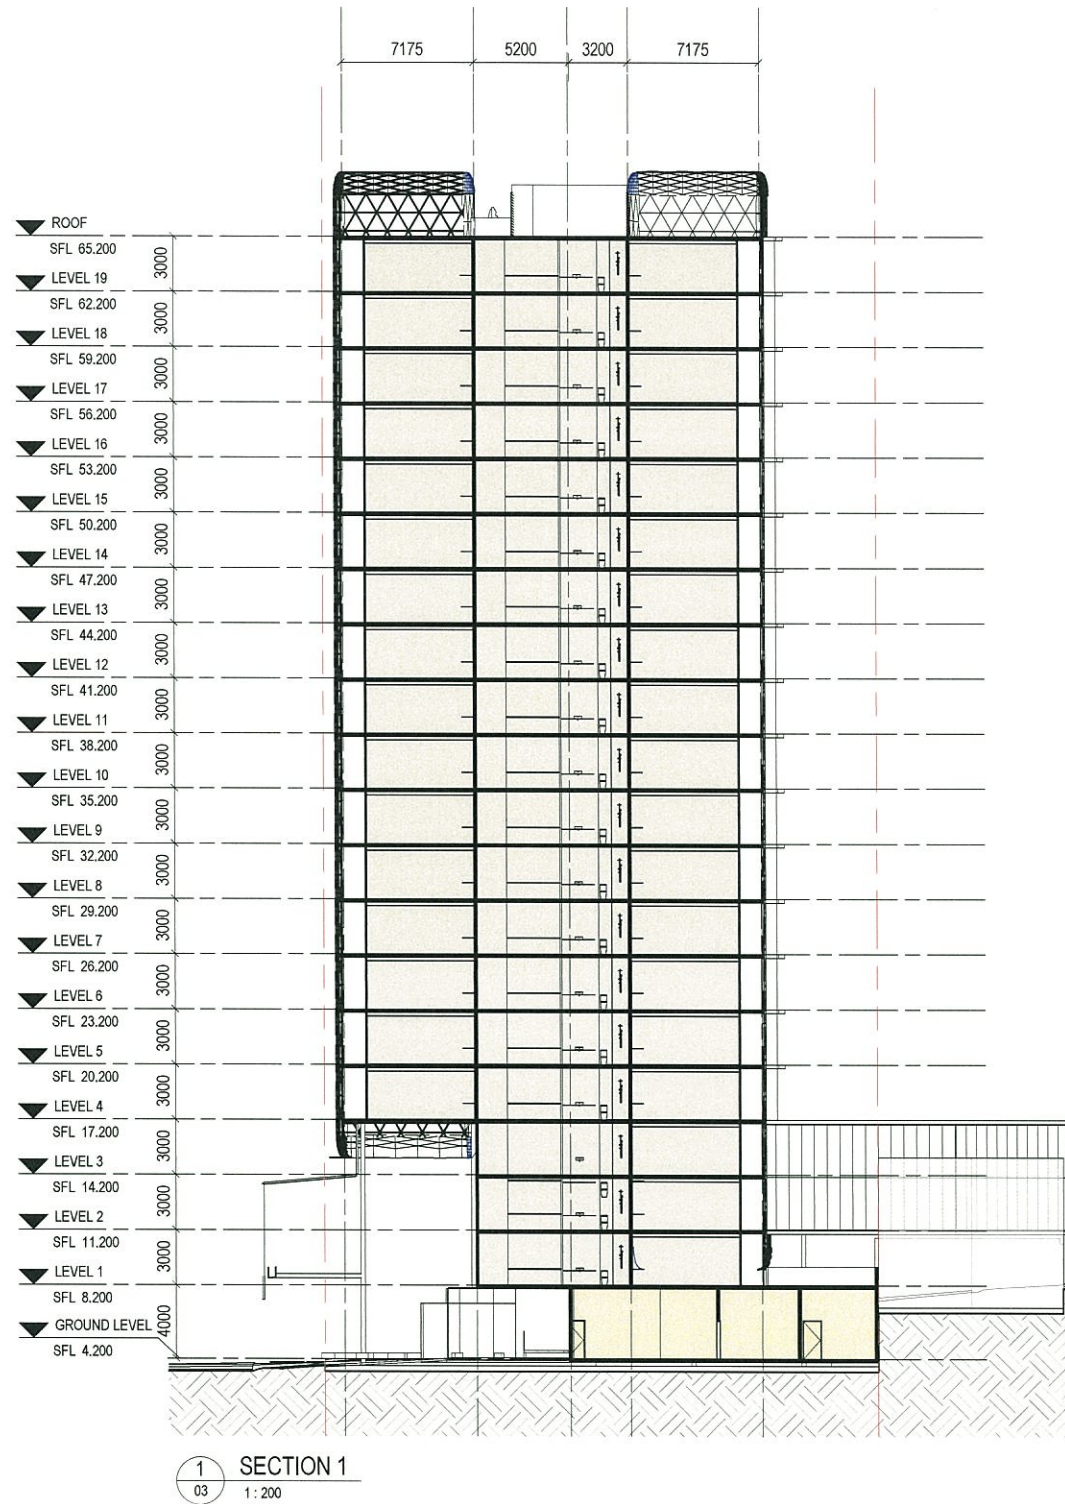 7175 5200 3200 7175
ROOF
SFL 65.200
3000
LEVEL 19
SFL 62.200
3000
LEVEL 18
SFL 59.200
3000
LEVEL 17
SFL 56.200
3000
LEVEL 16
SFL 53.200
3000
LEVEL 15
SFL 50.200
3000
LEVEL 14
SFL 47.200
3000
LEVEL 13
SFL 44.200
3000
LEVEL 12
SFL 41.200
3000
LEVEL 11
SFL 38.200
3000
LEVEL 10
SFL 35.200
3000
LEVEL 9
SFL 32.200
3000
LEVEL 8
SFL 29.200
3000
LEVEL 7
SFL 26.200
3000
LEVEL 6
SFL 23.200
3000
LEVEL 5
SFL 20.200
3000
LEVEL 4
SFL 17.200
3000
LEVEL 3
SFL 14.200
3000
LEVEL 2
SFL 11.200
3000
LEVEL 1
SFL 8.200
4000
GROUND LEVEL
SFL 4.200
1
03
SECTION 1
1 : 200